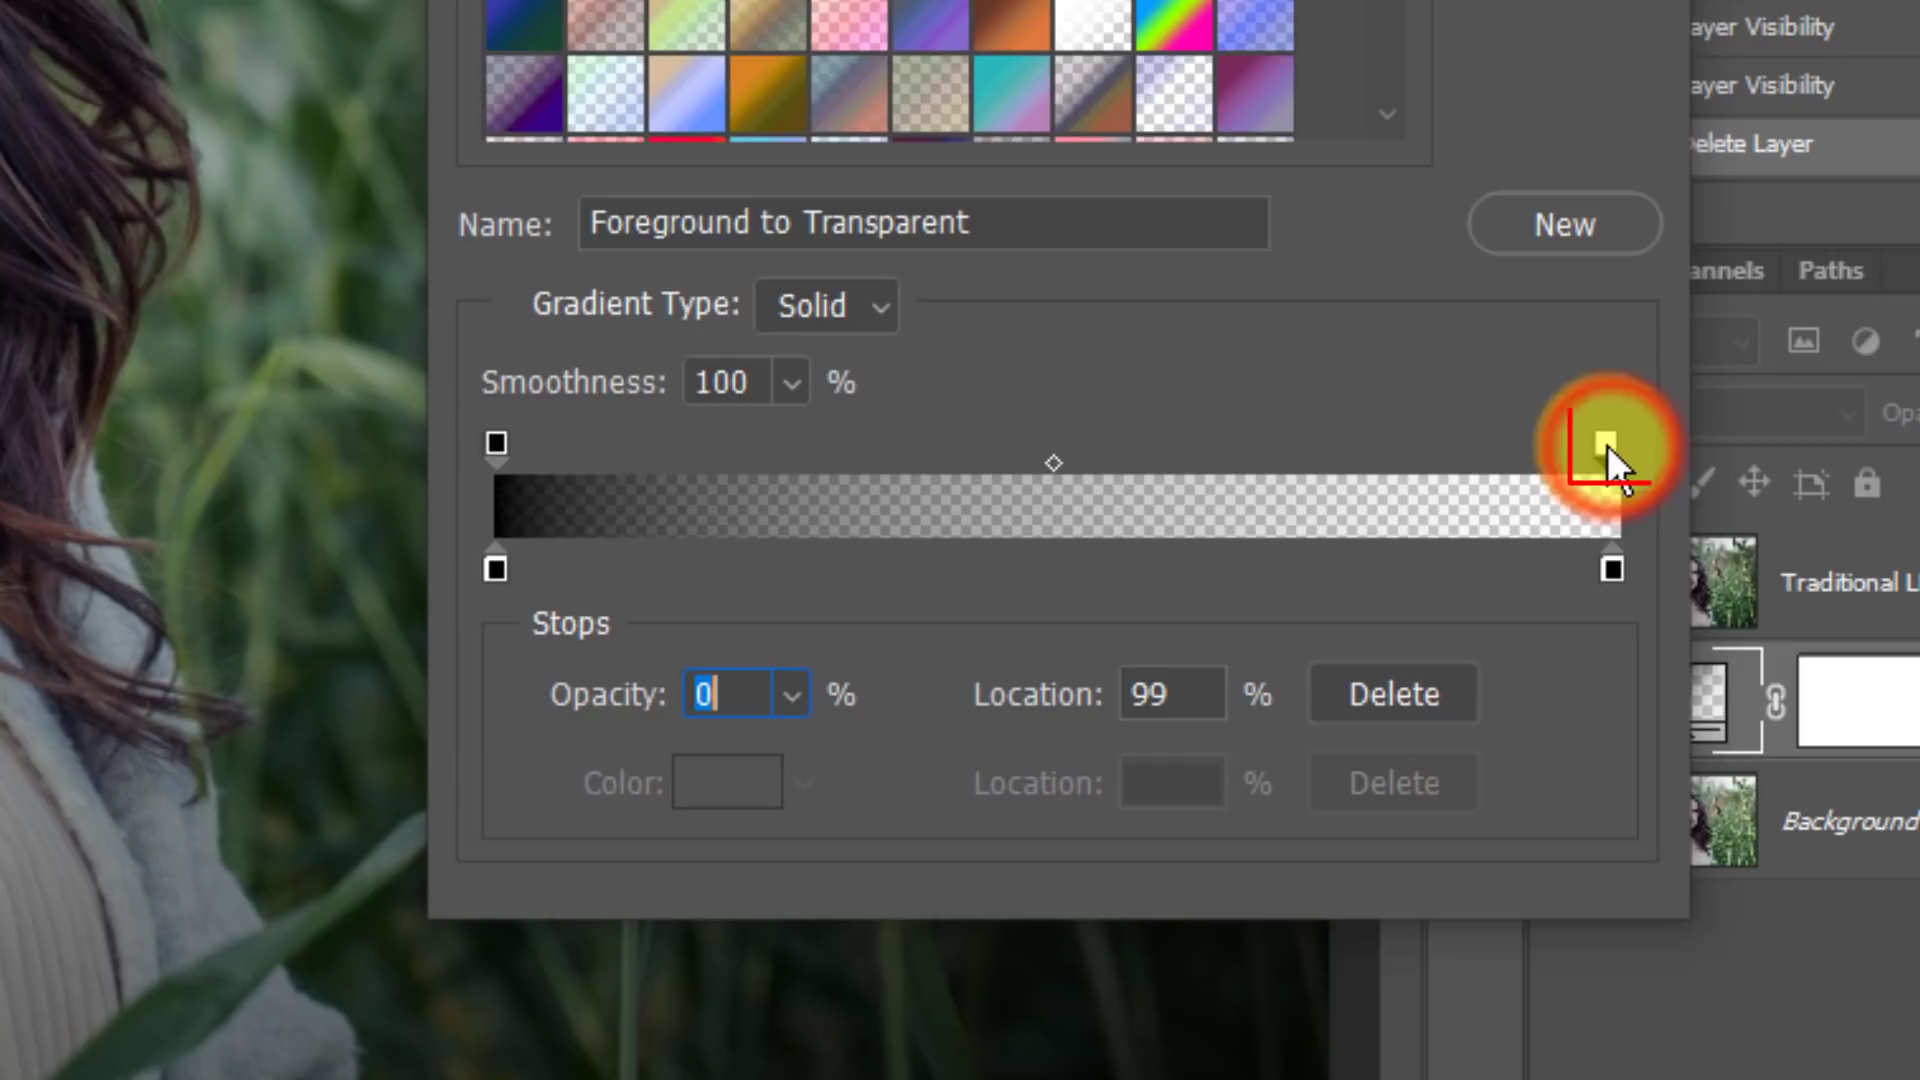 ayer Visibility
ayer Visibility
elete Layer
Name: Foreground to Transparent New
annels Paths
Gradient Type: Solid
Smoothness: 100 %
Opa
Stops
Traditional L
Opacity: 0 % Location: 99 % Delete
Color: Location: % Delete
Background